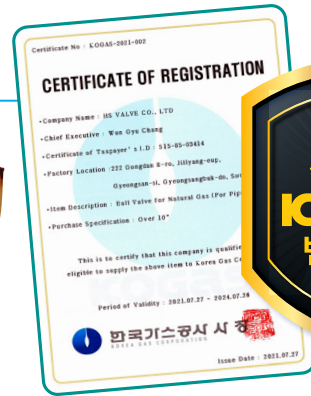 Certificate No : KOGAS-2021-002
CERTIFICATE OF REGISTRATION
•Company Name : HS VALVE CO., LTD
•Chief Executive : Won Gyu Chang
•Certificate of Taxpayer's I.D : 515-85-03414
•Factory Location :222 Gongdan 8-ro, Jillyang-eup,
Gyeongsan-si, Gyeongsangbuk-do,
•Item Description : Ball Valve for Natural Gas (For
•Purchase Specification : Over 10"
This is to certify that this company is
eligible to supply the above item to Korea Gas
Period of Validity : 2021.07.27 - 2024.07.26
한국가스공사 사
KOREA GAS CORPORATION
Issue Date : 2021.07.27